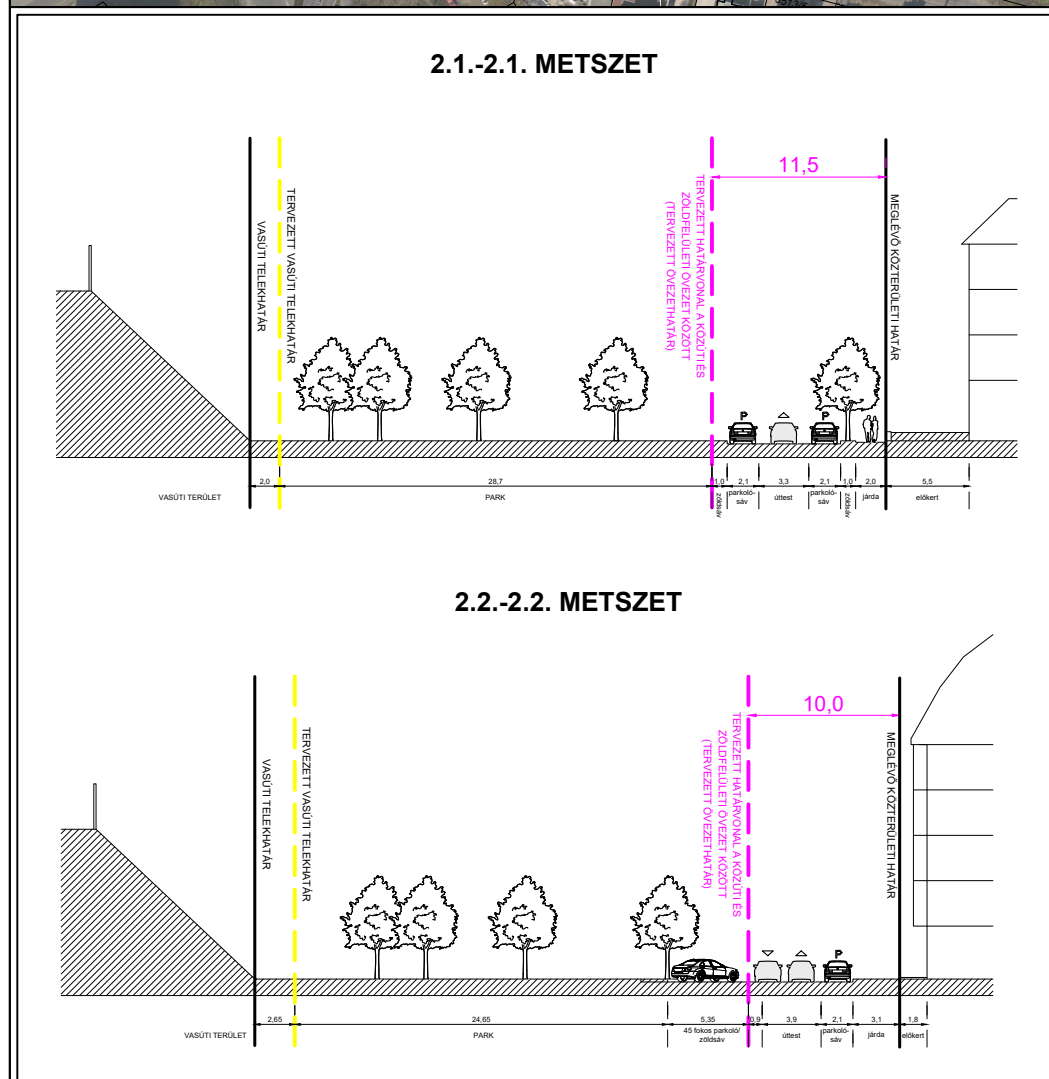 3513/5
2.1.-2.1. METSZET
11,5
VASÚTI TELEKHATÁR
TERVEZETT VASÚTI TELEKHATÁR
TERVEZETT HATÁRVONAL A KÖZÚTI ÉS
ZÖLDFELÜLETI ÖVEZET KÖZÖTT
(TERVEZETT ÖVEZETHATÁR)
MEGLÉVŐ KÖZTERÜLETI HATÁR
P
P
2,0
28,7
1,0
2,1
3,3
2,1
1,0
2,0
5,5
VASÚTI TERÜLET
PARK
zöldsáv
parkoló-
sáv
úttest
parkoló-
sáv
zöldsáv
járda
előkert
2.2.-2.2. METSZET
10,0
VASÚTI TELEKHATÁR
TERVEZETT VASÚTI TELEKHATÁR
TERVEZETT HATÁRVONAL A KÖZÚTI ÉS
ZÖLDFELÜLETI ÖVEZET KÖZÖTT
(TERVEZETT ÖVEZETHATÁR)
MEGLÉVŐ KÖZTERÜLETI HATÁR
P
2,65
24,65
5,35
0,9
3,9
2,1
3,1
1,8
VASÚTI TERÜLET
PARK
45 fokos parkoló/
zöldsáv
úttest
parkoló-
sáv
járda
előkert